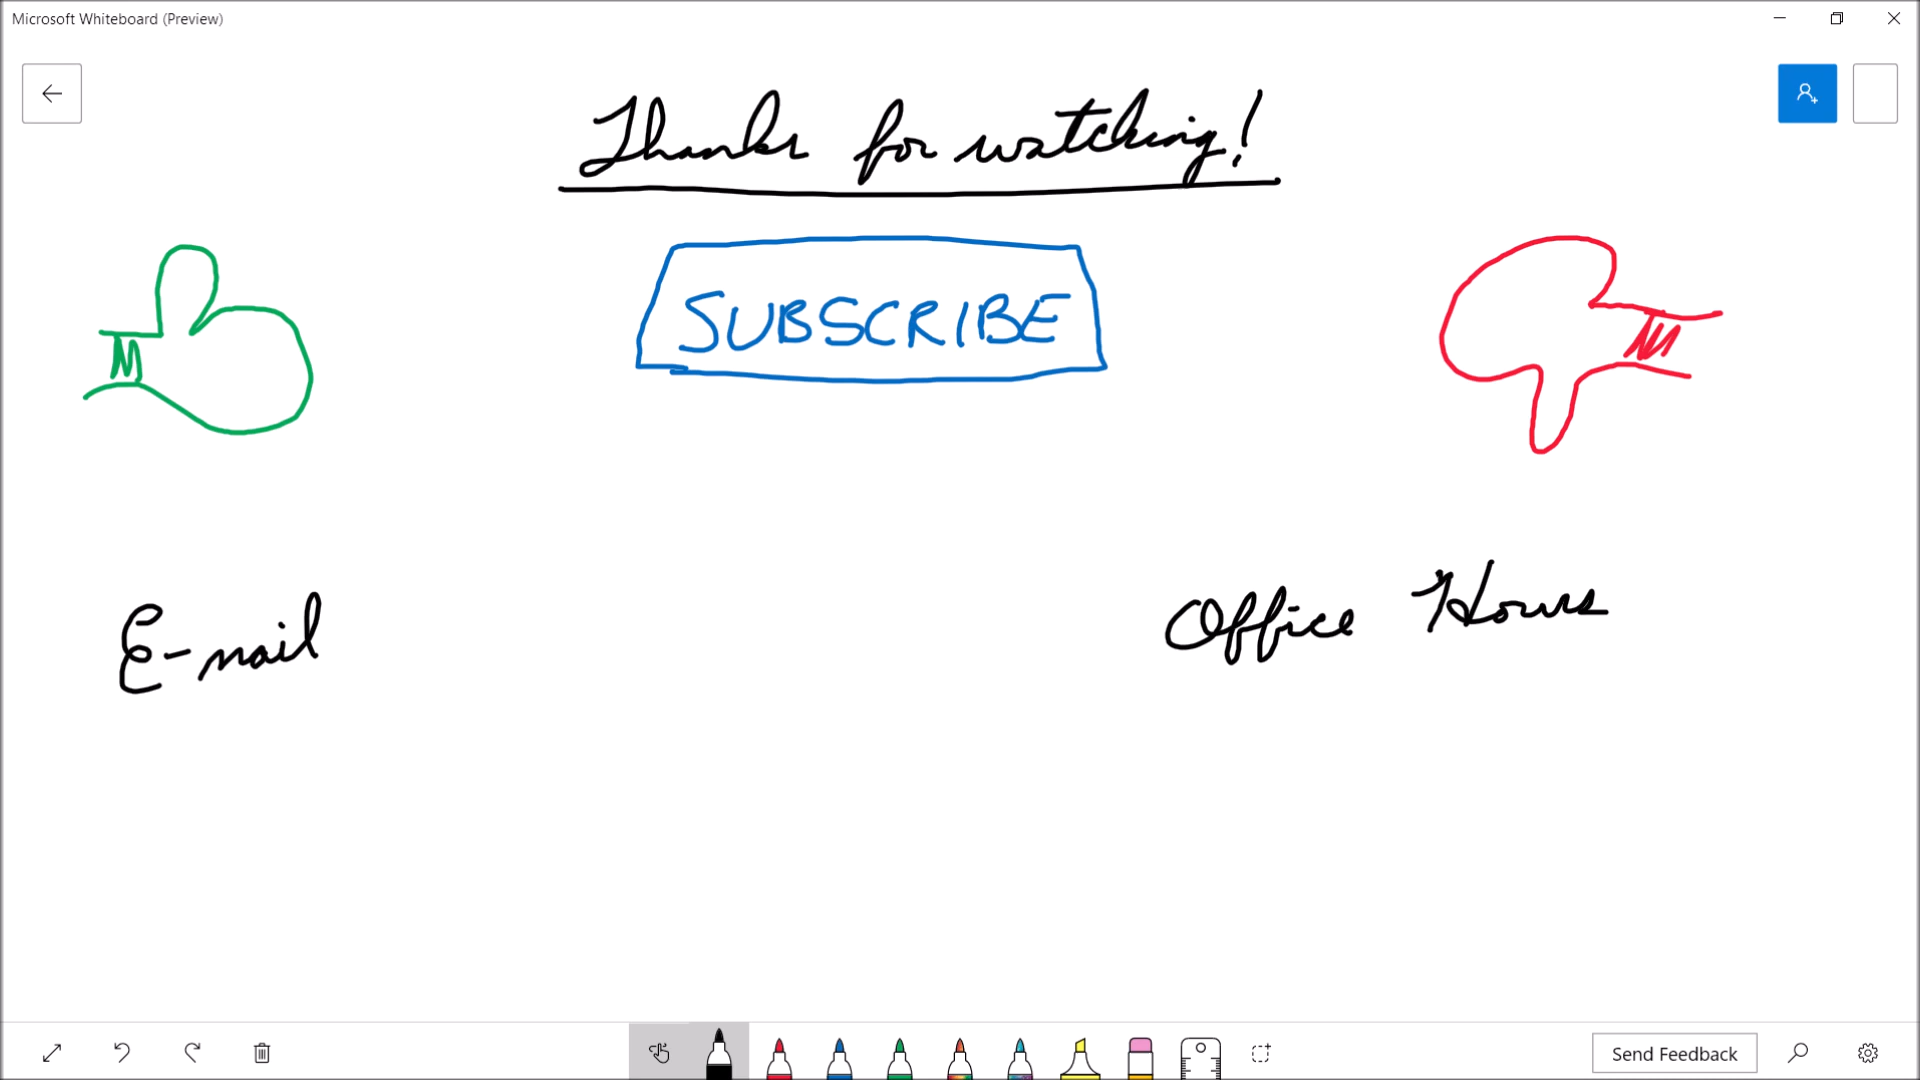 Microsoft Whiteboard (Preview)
Thanks for watching!
SUBSCRIBE
E-mail
Office Hours
Send Feedback